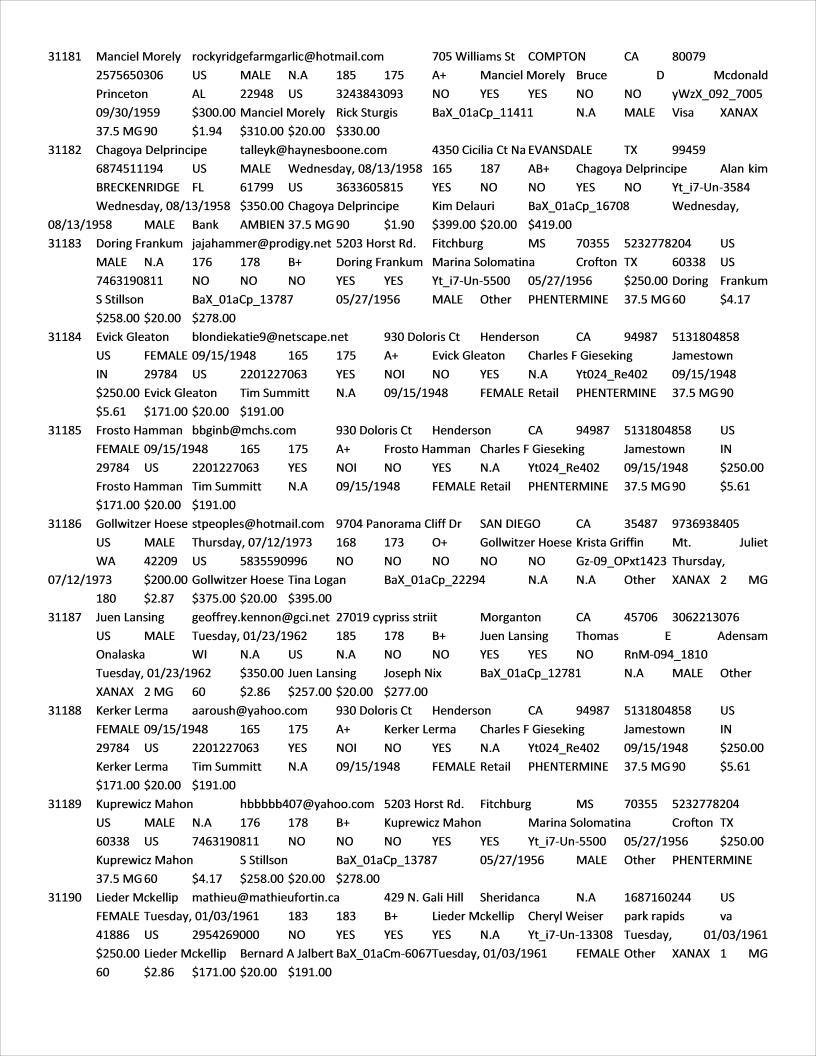 31181 Manciel Morely rockyridgefarmgarlic@hotmail.com 705 Williams St COMPTON CA 80079
2575650306 US MALE N.A 185 175 A+ Manciel Morely Bruce D Mcdonald
Princeton AL 22948 US 3243843093 NO YES YES NO NO yWzX_092_7005
09/30/1959 $300.00 Manciel Morely Rick Sturgis BaX_01aCp_11411 N.A MALE Visa XANAX
37.5 MG 90 $1.94 $310.00 $20.00 $330.00
31182 Chagoya Delprincipe talleyk@haynesboone.com 4350 Cicilia Ct Na EVANSDALE TX 99459
6874511194 US MALE Wednesday, 08/13/1958 165 187 AB+ Chagoya Delprincipe Alan kim
BRECKENRIDGE FL 61799 US 3633605815 YES NO NO YES NO Yt_i7-Un-3584
Wednesday, 08/13/1958 $350.00 Chagoya Delprincipe Kim Delauri BaX_01aCp_16708 Wednesday,
08/13/1958 MALE Bank AMBIEN 37.5 MG 90 $1.90 $399.00 $20.00 $419.00
31183 Doring Frankum jajahammer@prodigy.net 5203 Horst Rd. Fitchburg MS 70355 5232778204 US
MALE N.A 176 178 B+ Doring Frankum Marina Solomatina Crofton TX 60338 US
7463190811 NO NO NO YES YES Yt_i7-Un-5500 05/27/1956 $250.00 Doring Frankum
S Stillson BaX_01aCp_13787 05/27/1956 MALE Other PHENTERMINE 37.5 MG 60 $4.17
$258.00 $20.00 $278.00
31184 Evick Gleaton blondiekatie9@netscape.net 930 Doloris Ct Henderson CA 94987 5131804858
US FEMALE 09/15/1948 165 175 A+ Evick Gleaton Charles F Gieseking Jamestown
IN 29784 US 2201227063 YES NOI NO YES N.A Yt024_Re402 09/15/1948
$250.00 Evick Gleaton Tim Summitt N.A 09/15/1948 FEMALE Retail PHENTERMINE 37.5 MG 90
$5.61 $171.00 $20.00 $191.00
31185 Frosto Hamman bbginb@mchs.com 930 Doloris Ct Henderson CA 94987 5131804858 US
FEMALE 09/15/1948 165 175 A+ Frosto Hamman Charles F Gieseking Jamestown IN
29784 US 2201227063 YES NOI NO YES N.A Yt024_Re402 09/15/1948 $250.00
Frosto Hamman Tim Summitt N.A 09/15/1948 FEMALE Retail PHENTERMINE 37.5 MG 90 $5.61
$171.00 $20.00 $191.00
31186 Gollwitzer Hoese stpeoples@hotmail.com 9704 Panorama Cliff Dr SAN DIEGO CA 35487 9736938405
US MALE Thursday, 07/12/1973 168 173 O+ Gollwitzer Hoese Krista Griffin Mt. Juliet
WA 42209 US 5835590996 NO NO NO NO NO Gz-09_OPxt1423 Thursday,
07/12/1973 $200.00 Gollwitzer Hoese Tina Logan BaX_01aCp_22294 N.A N.A Other XANAX 2 MG
180 $2.87 $375.00 $20.00 $395.00
31187 Juen Lansing geoffrey.kennon@gci.net 27019 cypriss striit Morganton CA 45706 3062213076
US MALE Tuesday, 01/23/1962 185 178 B+ Juen Lansing Thomas E Adensam
Onalaska WI N.A US N.A NO NO YES YES NO RnM-094_1810
Tuesday, 01/23/1962 $350.00 Juen Lansing Joseph Nix BaX_01aCp_12781 N.A MALE Other
XANAX 2 MG 60 $2.86 $257.00 $20.00 $277.00
31188 Kerker Lerma aaroush@yahoo.com 930 Doloris Ct Henderson CA 94987 5131804858 US
FEMALE 09/15/1948 165 175 A+ Kerker Lerma Charles F Gieseking Jamestown IN
29784 US 2201227063 YES NOI NO YES N.A Yt024_Re402 09/15/1948 $250.00
Kerker Lerma Tim Summitt N.A 09/15/1948 FEMALE Retail PHENTERMINE 37.5 MG 90 $5.61
$171.00 $20.00 $191.00
31189 Kuprewicz Mahon hbbbbb407@yahoo.com 5203 Horst Rd. Fitchburg MS 70355 5232778204
US MALE N.A 176 178 B+ Kuprewicz Mahon Marina Solomatina Crofton TX
60338 US 7463190811 NO NO NO YES YES Yt_i7-Un-5500 05/27/1956 $250.00
Kuprewicz Mahon S Stillson BaX_01aCp_13787 05/27/1956 MALE Other PHENTERMINE
37.5 MG 60 $4.17 $258.00 $20.00 $278.00
31190 Lieder Mckellip mathieu@mathieufortin.ca 429 N. Gali Hill Sheridanca N.A 1687160244 US
FEMALE Tuesday, 01/03/1961 183 183 B+ Lieder Mckellip Cheryl Weiser park rapids va
41886 US 2954269000 NO YES YES YES N.A Yt_i7-Un-13308 Tuesday, 01/03/1961
$250.00 Lieder Mckellip Bernard A Jalbert BaX_01aCm-6067 Tuesday, 01/03/1961 FEMALE Other XANAX 1 MG
60 $2.86 $171.00 $20.00 $191.00